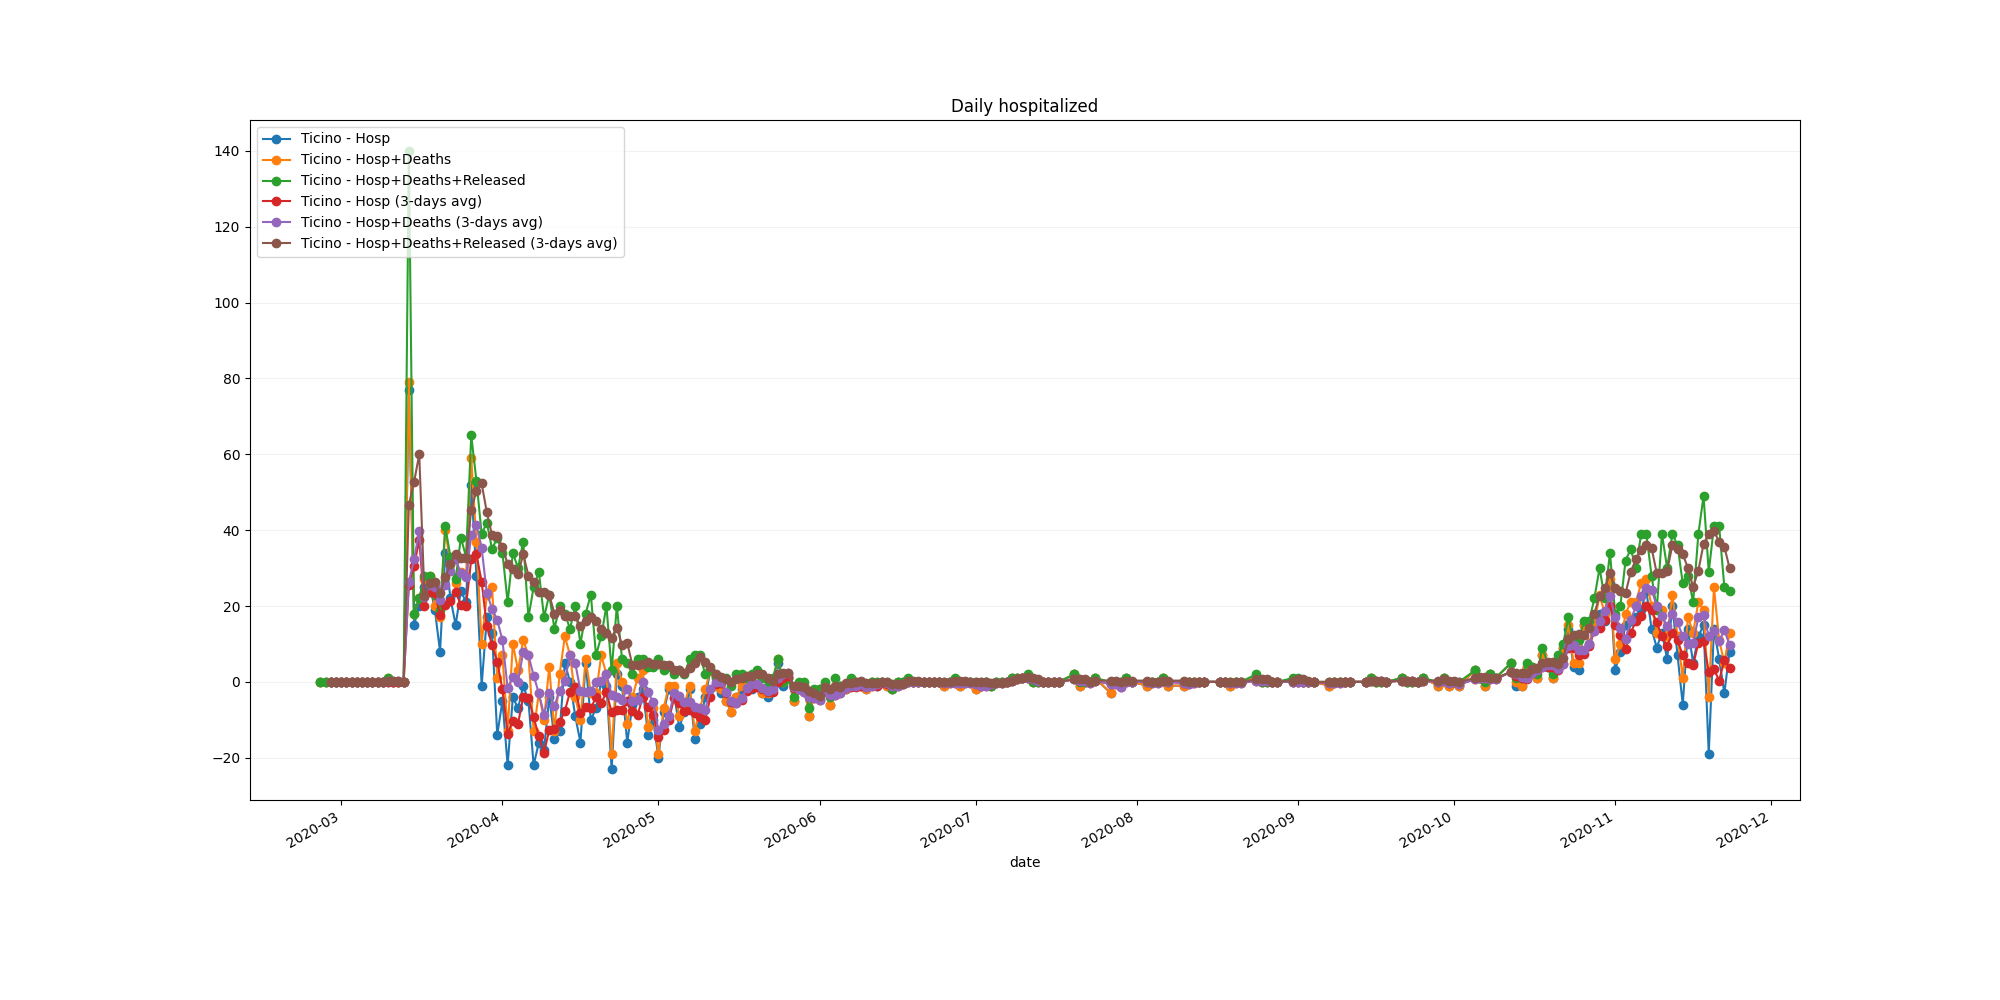 Daily hospitalized
Ticino - Hosp
Ticino - Hosp+Deaths
Ticino - Hosp+Deaths+Released
Ticino - Hosp (3-days avg)
Ticino - Hosp+Deaths (3-days avg)
Ticino - Hosp+Deaths+Released (3-days avg)
140
120
100
80
60
40
20
0
−20
2020-03
2020-04
2020-05
2020-06
2020-07
2020-08
2020-09
2020-10
2020-11
2020-12
date